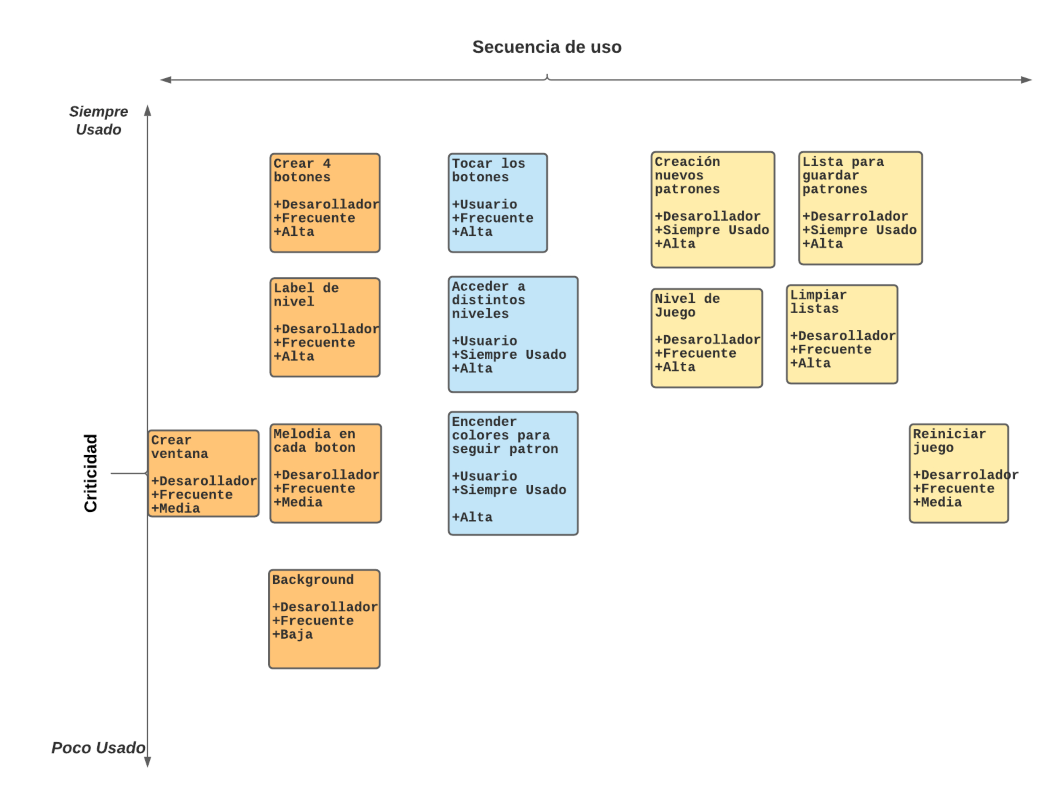 Secuencia de uso
Siempre
Usado
Crear 4
botones
+Desarollador
+Frecuente
+Alta
Tocar los
botones
+Usuario
+Frecuente
+Alta
Creación
nuevos
patrones
+Desarollador
+Siempre Usado
+Alta
Lista para
guardar
patrones
+Desarrolador
+Siempre Usado
+Alta
Label de
nivel
+Desarollador
+Frecuente
+Alta
Acceder a
distintos
niveles
+Usuario
+Siempre Usado
+Alta
Nivel de
Juego
+Desarollador
+Frecuente
+Alta
Limpiar
listas
+Desarollador
+Frecuente
+Alta
Criticidad
Crear
ventana
+Desarollador
+Frecuente
+Media
Melodia en
cada boton
+Desarollador
+Frecuente
+Media
Encender
colores para
seguir patron
+Usuario
+Siempre Usado
+Alta
Reiniciar
juego
+Desarrolador
+Frecuente
+Media
Background
+Desarollador
+Frecuente
+Baja
Poco Usado